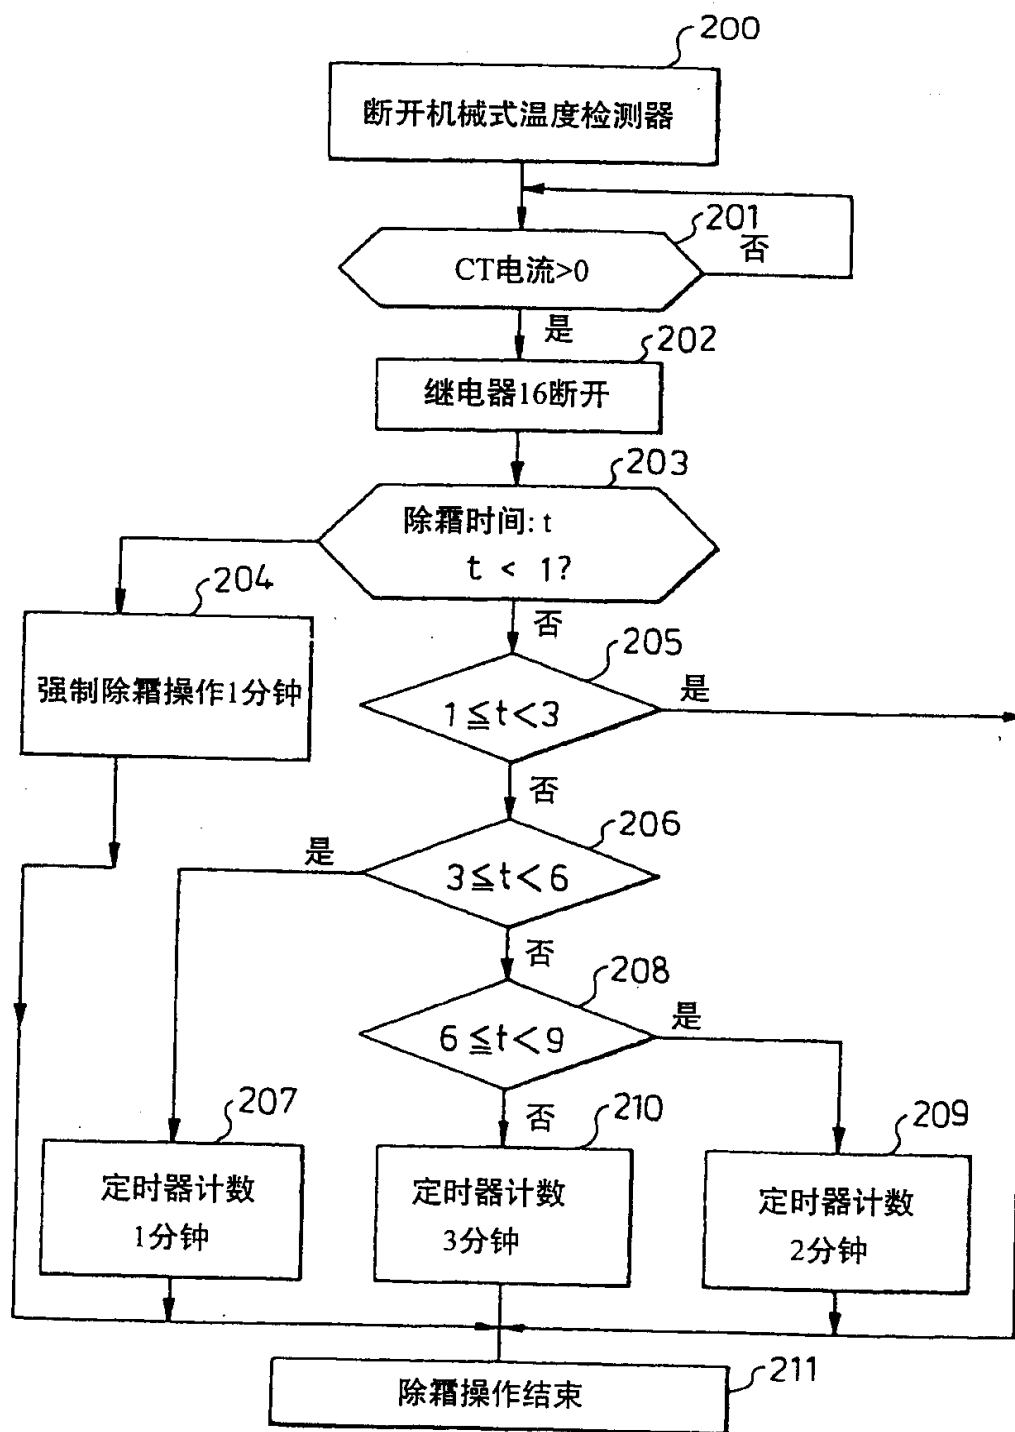 200
断开机械式温度检测器
201
否
CT电流>0
是
202
继电器16断开
203
除霜时间: t
t < 1?
204
否
强制除霜操作1分钟
205
是
1≦t<3
否
206
是
3≦t<6
否
208
是
6≦t<9
207
否
210
209
定时器计数
1分钟
定时器计数
3分钟
定时器计数
2分钟
211
除霜操作结束